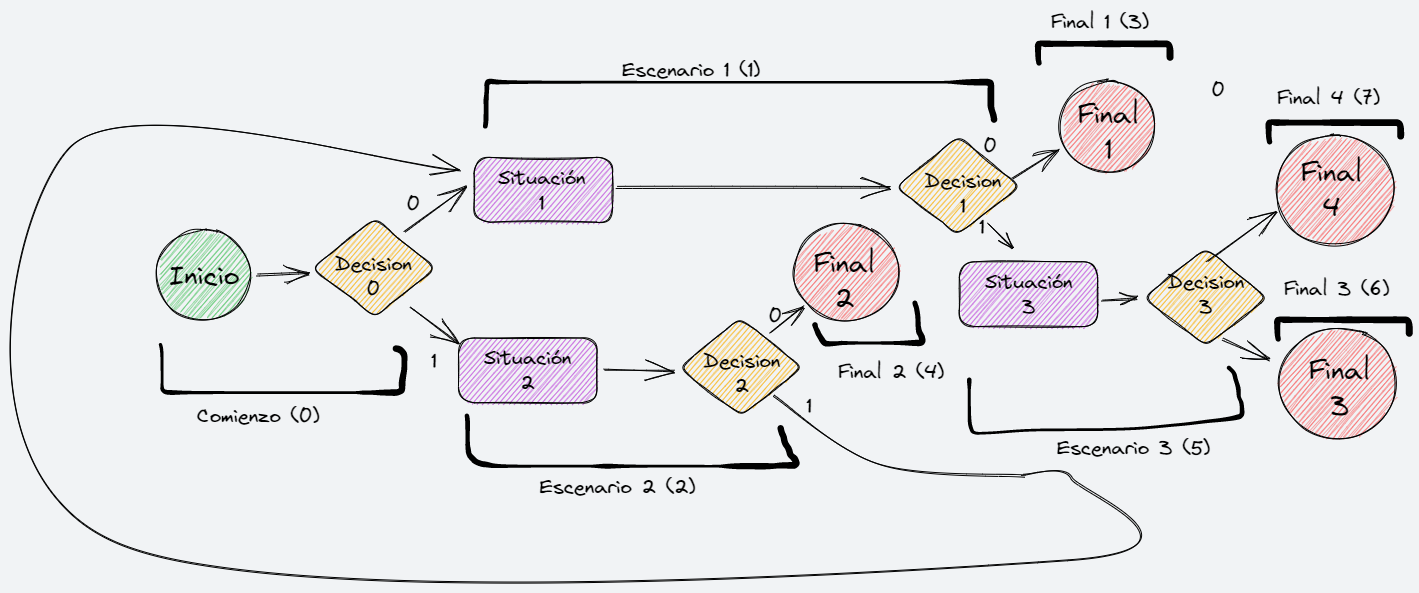 Final 1 (3)
Escenario 1 (1)
0
Final 4 (7)
Final
1
0
Final
4
Situación
1
Decision
1
0
1
Inicio
Decision
0
Final
2
Situación
3
Decision
3
Final 3 (6)
0
1
Situación
2
Decision
2
Final 2 (4)
Final
3
Comienzo (0)
1
Escenario 3 (5)
Escenario 2 (2)